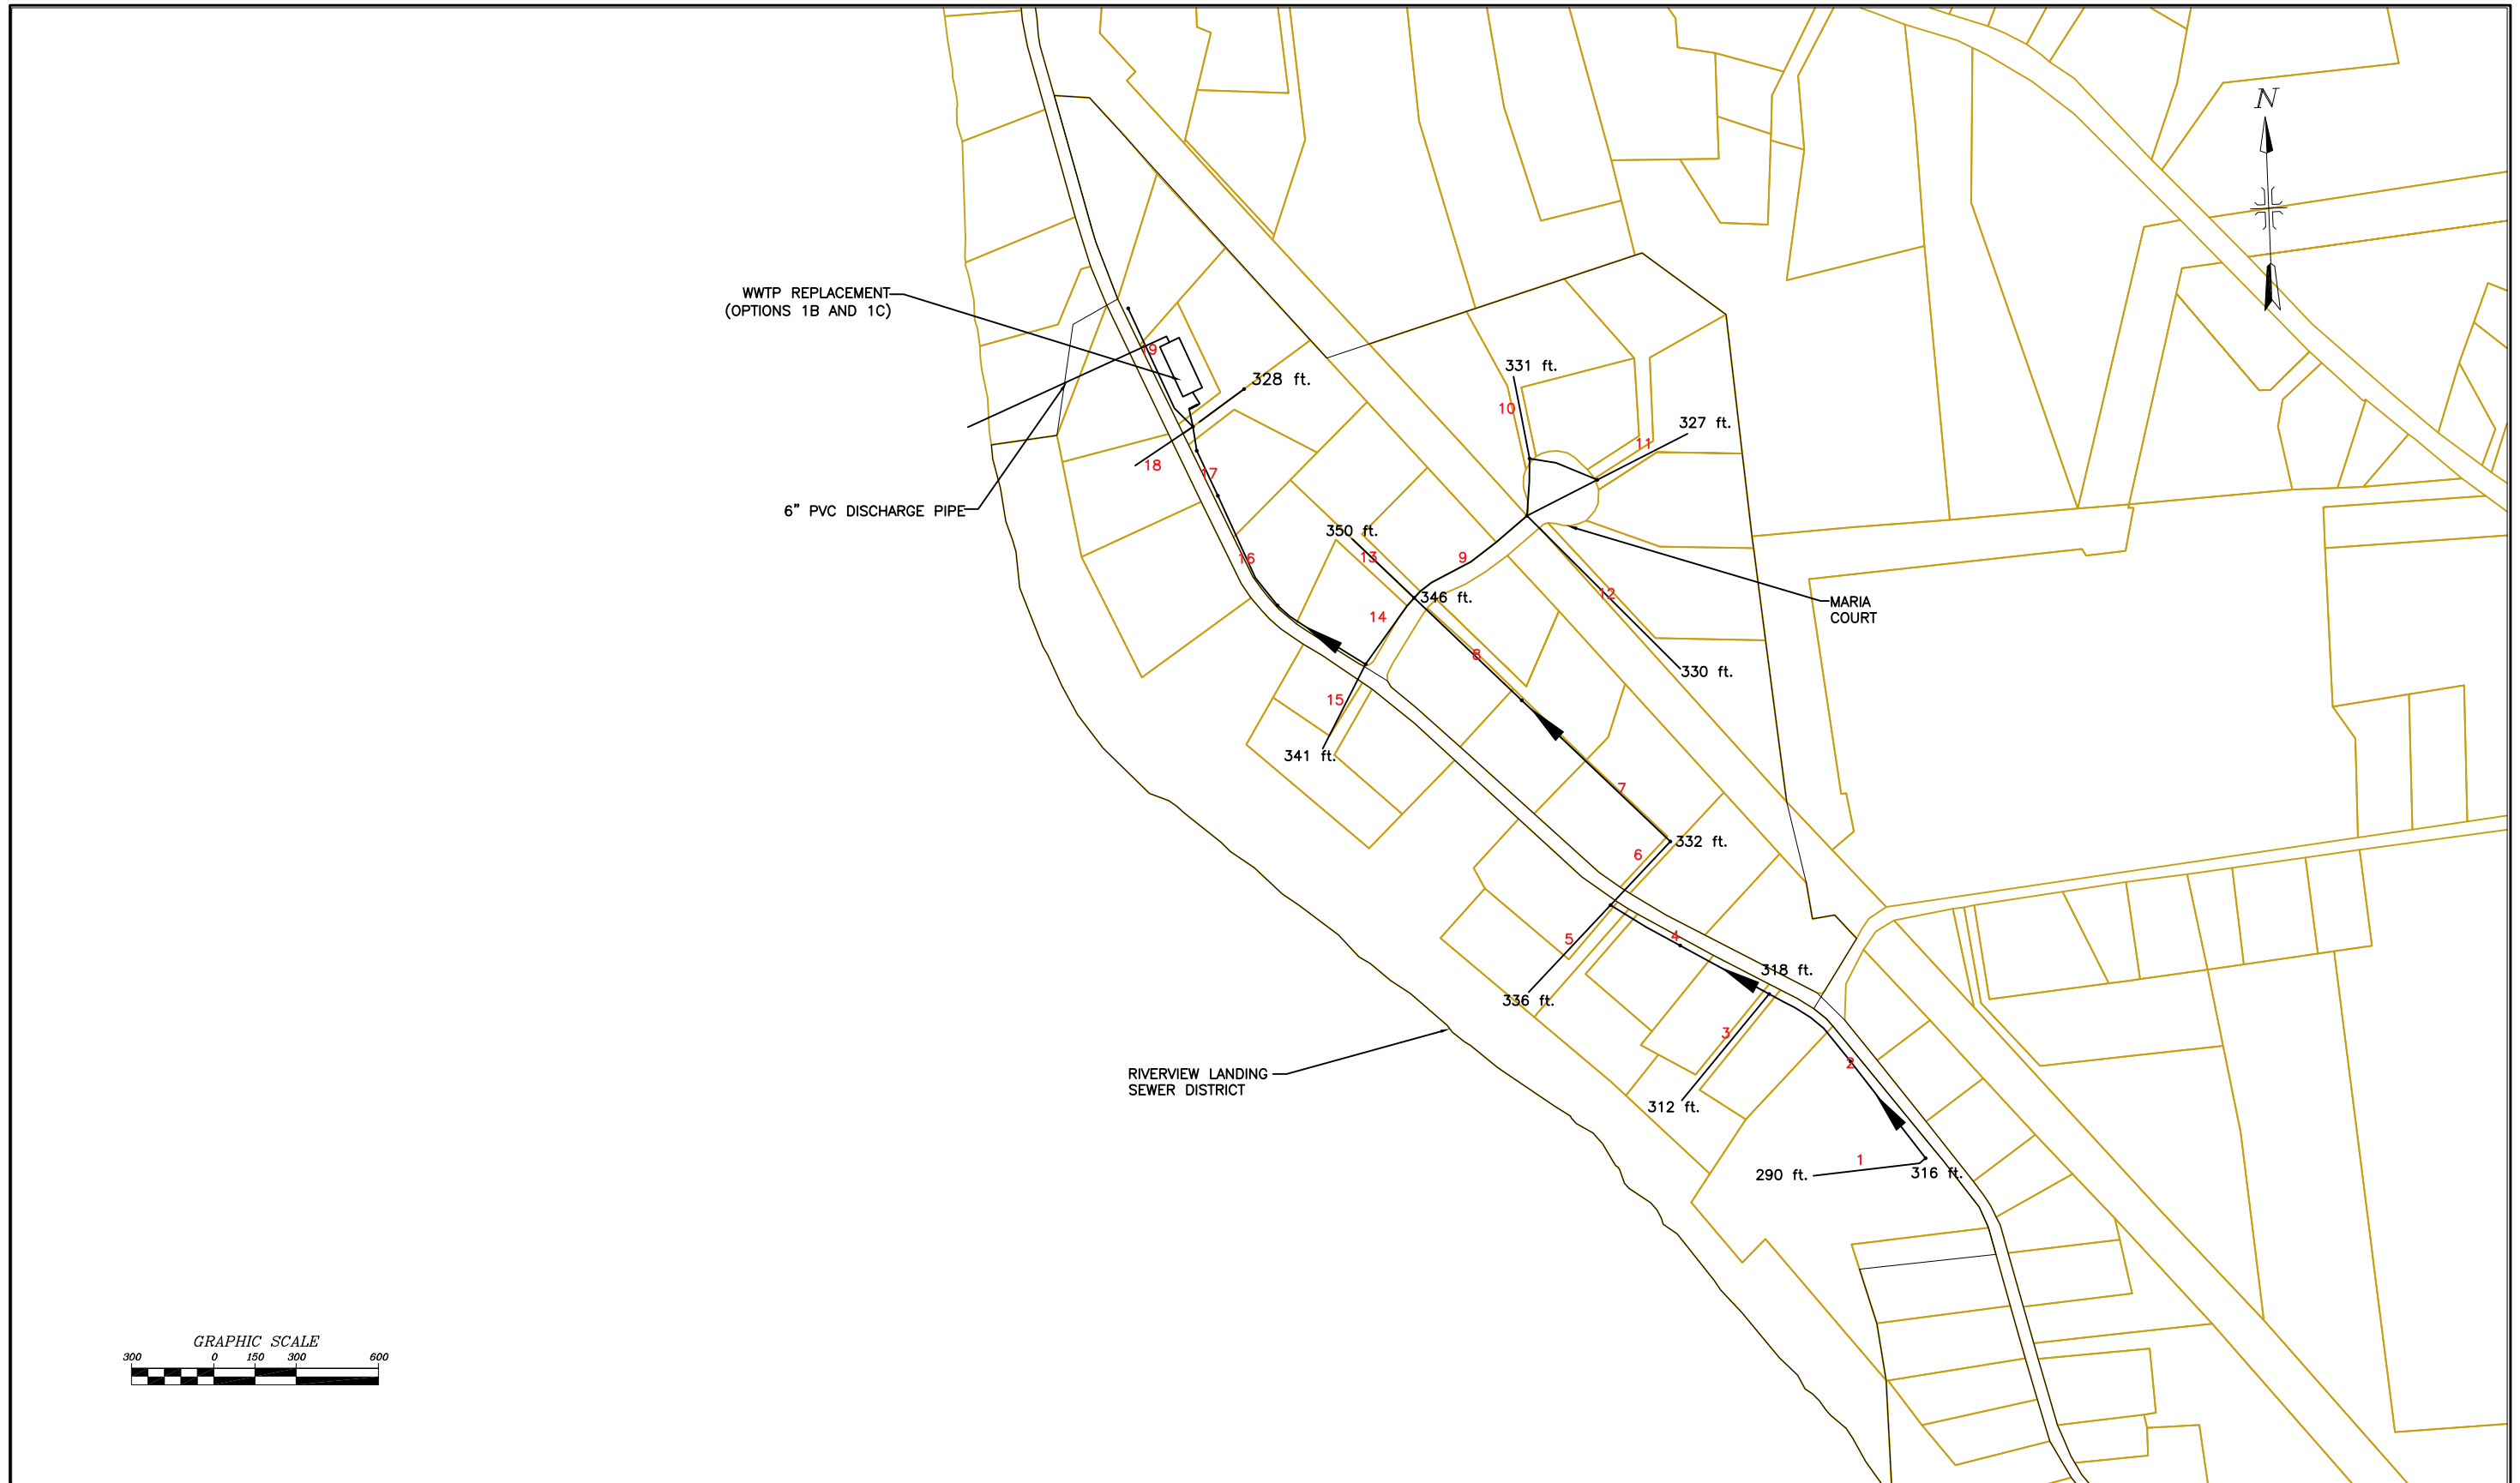 N
WWTP REPLACEMENT
(OPTIONS 1B AND 1C)
19
328 ft.
331 ft.
10
327 ft.
11
18
17
6" PVC DISCHARGE PIPE
350 ft.
13
16
9
346 ft.
14
12
MARIA
COURT
8
330 ft.
15
341 ft.
7
332 ft.
6
5
4
318 ft.
336 ft.
3
2
RIVERVIEW LANDING
SEWER DISTRICT
312 ft.
1
290 ft.
316 ft.
GRAPHIC SCALE
300 0 150 300 600